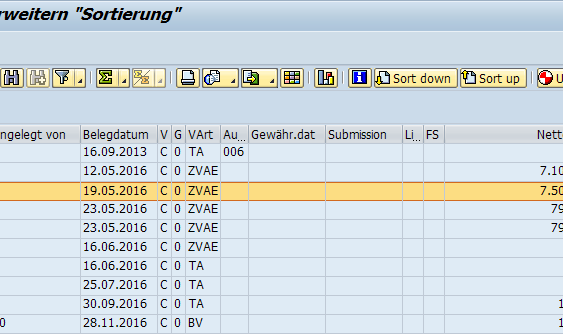 rweitern "Sortierung"
Sort down Sort up U
ngelegt von Belegdatum V G VArt Au... Gewähr.dat Submission Li... FS Nett
16.09.2013 C 0 TA 006
12.05.2016 C 0 ZVAE 7.10
19.05.2016 C 0 ZVAE 7.50
23.05.2016 C 0 ZVAE 79
23.05.2016 C 0 ZVAE 79
16.06.2016 C 0 ZVAE
16.06.2016 C 0 TA
25.07.2016 C 0 TA
30.09.2016 C 0 TA 1
0 28.11.2016 C 0 BV 1